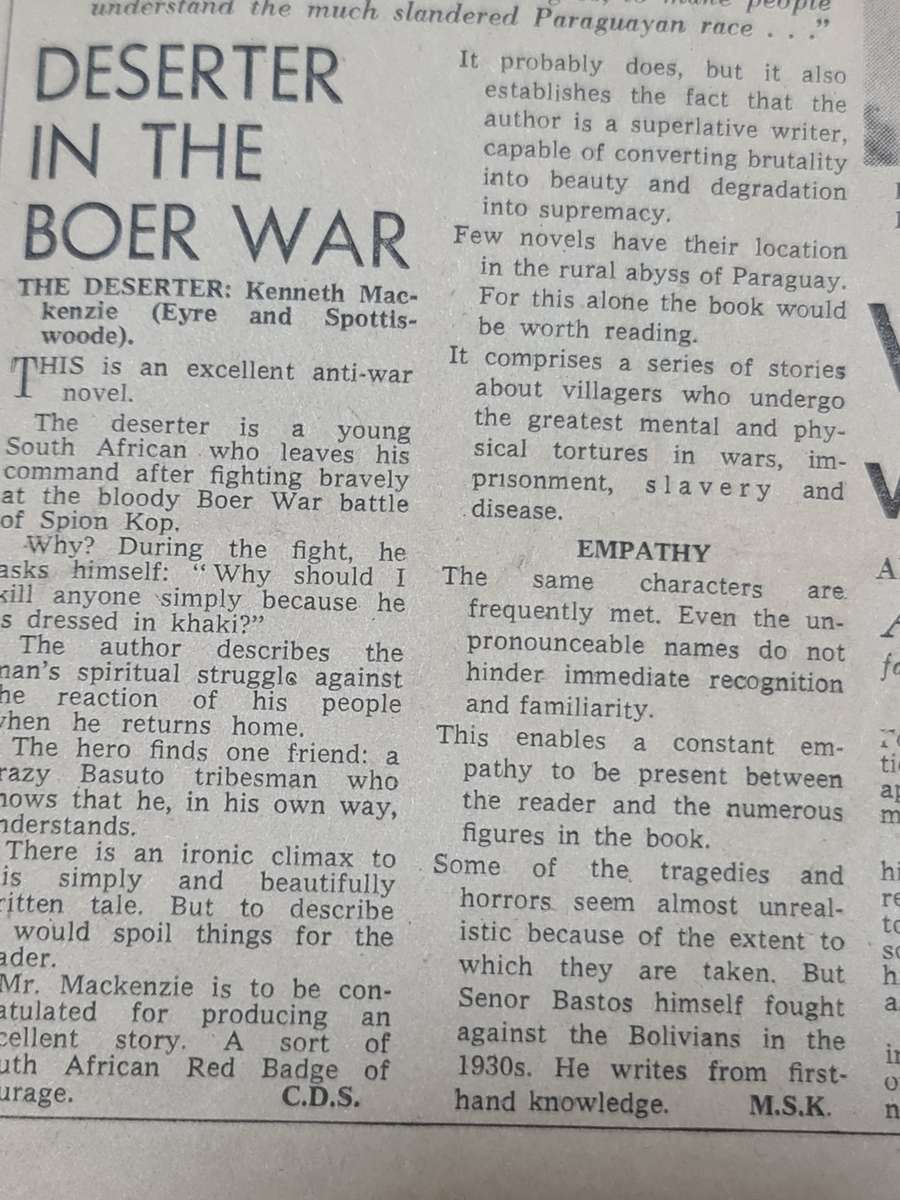 DESERTER
IN THE
BOER WAR
THE DESERTER: Kenneth Mac-
kenzie (Eyre and Spottis-
woode).
THIS is an excellent anti-war
novel.
The deserter is a young
South African who leaves his
command after fighting bravely
at the bloody Boer War battle
of Spion Kop.
Why? During the fight, he
asks himself: "Why should I
kill anyone simply because he
s dressed in khaki?"
The author describes the
man's spiritual struggle against
he reaction of his people
when he returns home.
The hero finds one friend: a
razy Basuto tribesman who
nows that he, in his own way,
nderstands.
There is an ironic climax to
is simply and beautifully
ritten tale. But to describe
would spoil things for the
ader.
Mr. Mackenzie is to be con-
atulated for producing an
cellent story. A sort of
uth African Red Badge of
urage. C.D.S.
people
understand the much slandered Paraguayan race . . ."
It probably does, but it also
establishes the fact that the
author is a superlative writer,
capable of converting brutality
into beauty and degradation
into supremacy.
Few novels have their location
in the rural abyss of Paraguay.
For this alone the book would
be worth reading.
It comprises a series of stories
about villagers who undergo
the greatest mental and phy-
sical tortures in wars, im-
prisonment, slavery and
disease.
EMPATHY
The same characters are
frequently met. Even the un-
pronounceable names do not
hinder immediate recognition
and familiarity.
This enables a constant em-
pathy to be present between
the reader and the numerous
figures in the book.
Some of the tragedies and
horrors seem almost unreal-
istic because of the extent to
which they are taken. But
Senor Bastos himself fought
against the Bolivians in the
1930s. He writes from first-
hand knowledge. M.S.K.